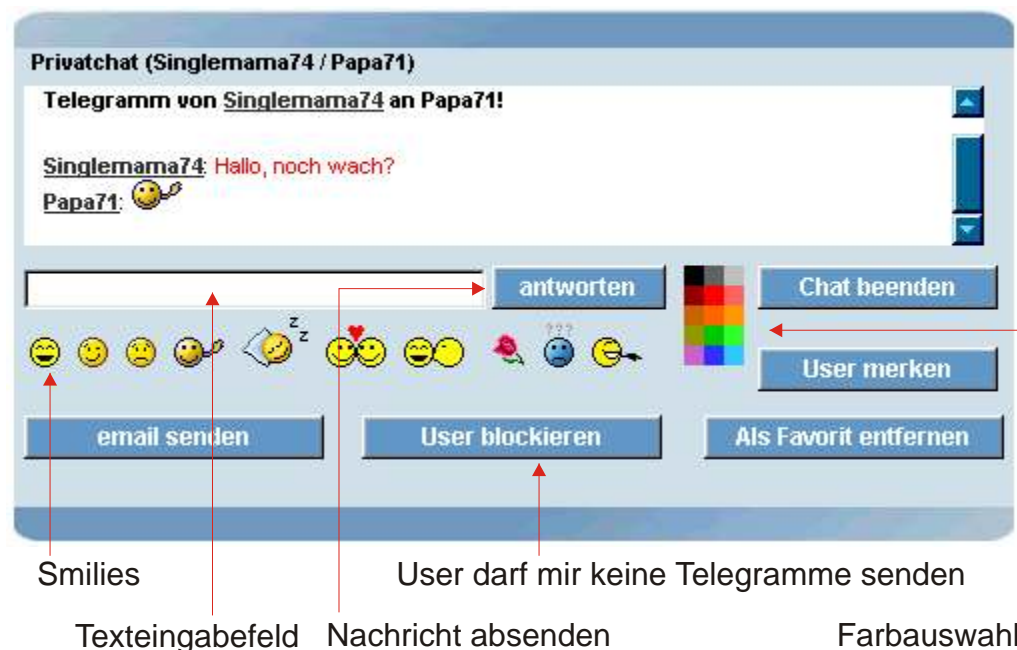 Privatchat (Singlemama74 / Papa71)
Telegramm von Singlemama74 an Papa71!
Singlemama74: Hallo, noch wach?
Papa71:
antworten
Chat beenden
z z z
???
User merken
email senden
User blockieren
Als Favorit entfernen
Smilies
User darf mir keine Telegramme senden
Texteingabefeld
Nachricht absenden
Farbauswahl